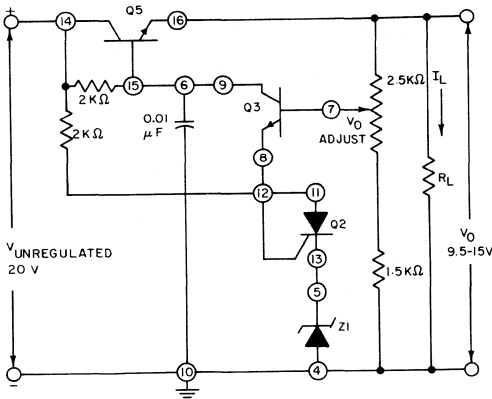 +
14
Q5
16
15
6
9
2KΩ
0.01
μF
Q3
7
2.5KΩ
IL
VO
ADJUST
2KΩ
8
RL
12
11
Q2
VUNREGULATED
20 V
13
VO
9.5-15V
5
1.5KΩ
Z1
10
4
−